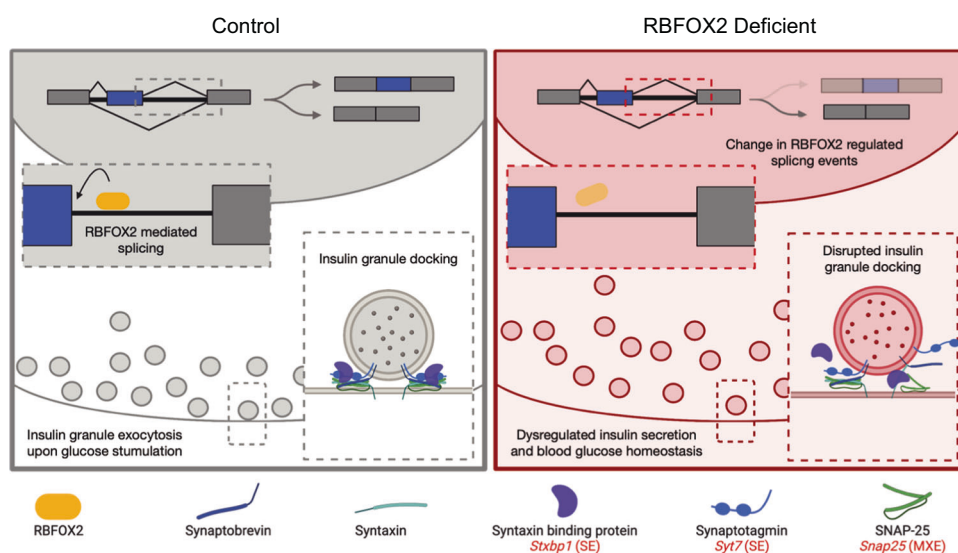 Control
RBFOX2 Deficient
Change in RBFOX2 regulated
splicng events
RBFOX2 mediated
splicing
Insulin granule docking
Disrupted insulin
granule docking
Insulin granule exocytosis
upon glucose stumulation
Dysregulated insulin secretion
and blood glucose homeostasis
RBFOX2
Synaptobrevin
Syntaxin
Syntaxin binding protein
Stxbp1 (SE)
Synaptotagmin
Syt7 (SE)
SNAP-25
Snap25 (MXE)